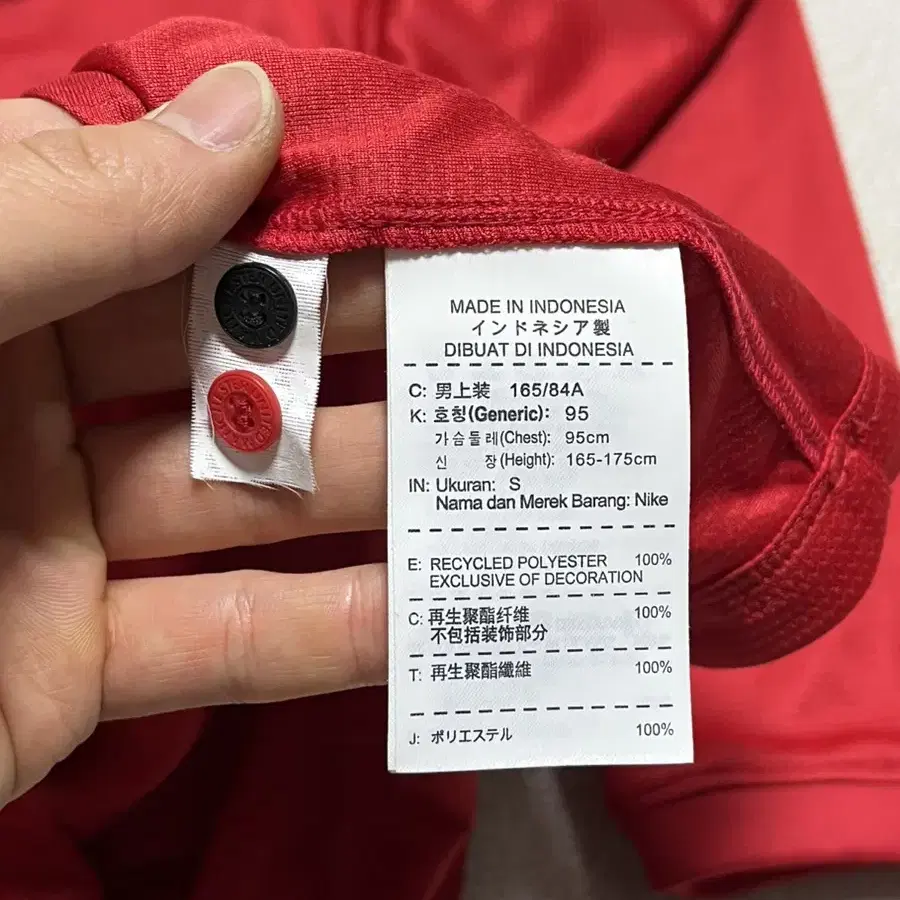 MADE IN INDONESIA
インドネシア製
DIBUAT DI INDONESIA
C: 男上装 165/84A
K: 호칭(Generic): 95
가슴둘레(Chest): 95cm
신 장(Height): 165-175cm
IN: Ukuran: S
Nama dan Merek Barang: Nike
E: RECYCLED POLYESTER 100%
EXCLUSIVE OF DECORATION
C: 再生聚酯纤维 100%
不包括装饰部分
T: 再生聚酯纖維 100%
J: ポリエステル 100%